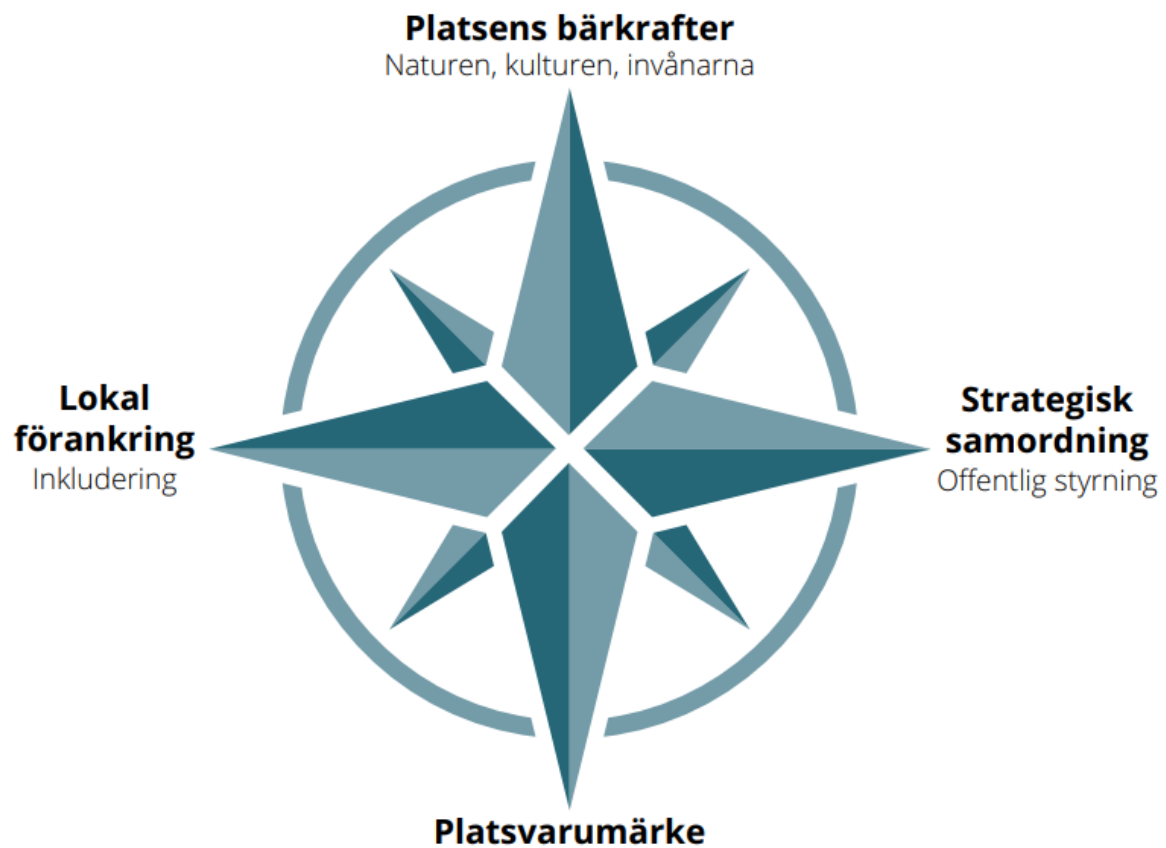 Platsens bärkrafter
Naturen, kulturen, invånarna
Lokal
förankring
Inkludering
Strategisk
samordning
Offentlig styrning
Platsvarumärke